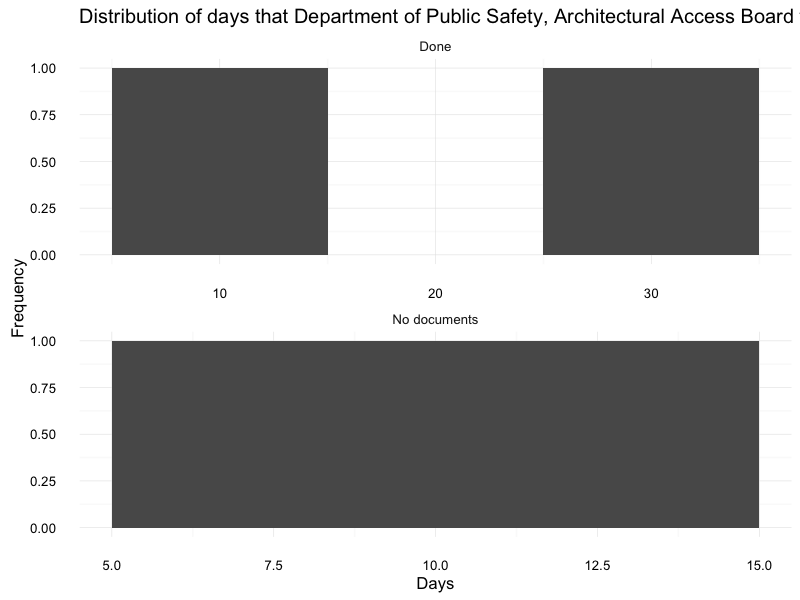 Distribution of days that Department of Public Safety, Architectural Access Board
Done
1.00
0.75
0.50
0.25
0.00
10 20 30
Frequency
No documents
1.00
0.75
0.50
0.25
0.00
5.0 7.5 10.0 12.5 15.0
Days